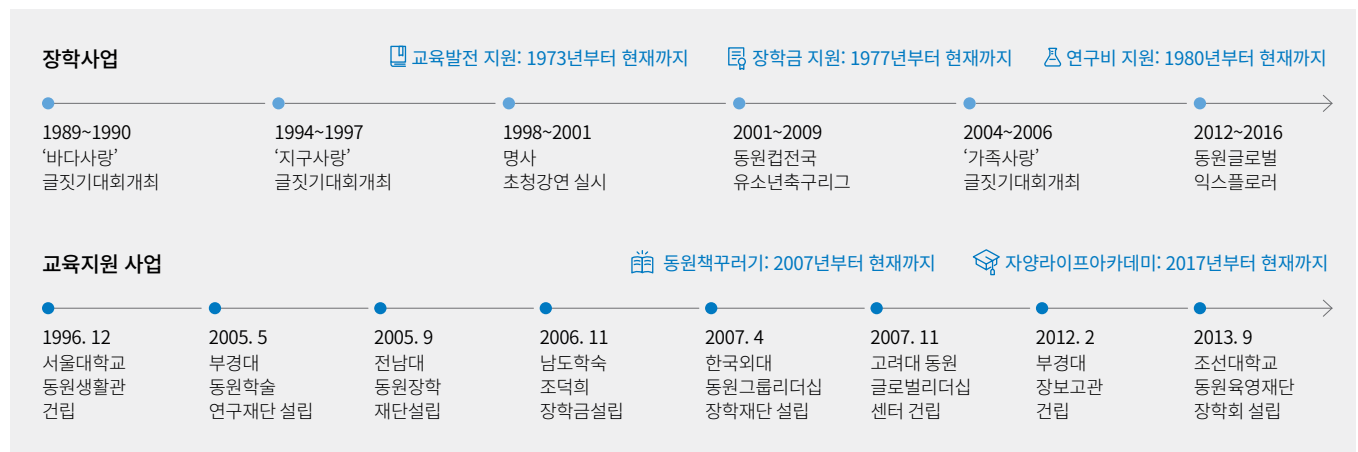 장학사업
교육발전 지원: 1973년부터 현재까지
장학금 지원: 1977년부터 현재까지
연구비 지원: 1980년부터 현재까지
1989~1990
‘바다사랑’
글짓기대회개최
1994~1997
‘지구사랑’
글짓기대회개최
1998~2001
명사
초청강연 실시
2001~2009
동원컵전국
유소년축구리그
2004~2006
‘가족사랑’
글짓기대회개최
2012~2016
동원글로벌
익스플로러
교육지원 사업
동원책꾸러기: 2007년부터 현재까지
자양라이프아카데미: 2017년부터 현재까지
1996. 12
서울대학교
동원생활관
건립
2005. 5
부경대
동원학술
연구재단 설립
2005. 9
전남대
동원장학
재단설립
2006. 11
남도학숙
조덕희
장학금설립
2007. 4
한국외대
동원그룹리더십
장학재단 설립
2007. 11
고려대 동원
글로벌리더십
센터 건립
2012. 2
부경대
장보고관
건립
2013. 9
조선대학교
동원육영재단
장학회 설립